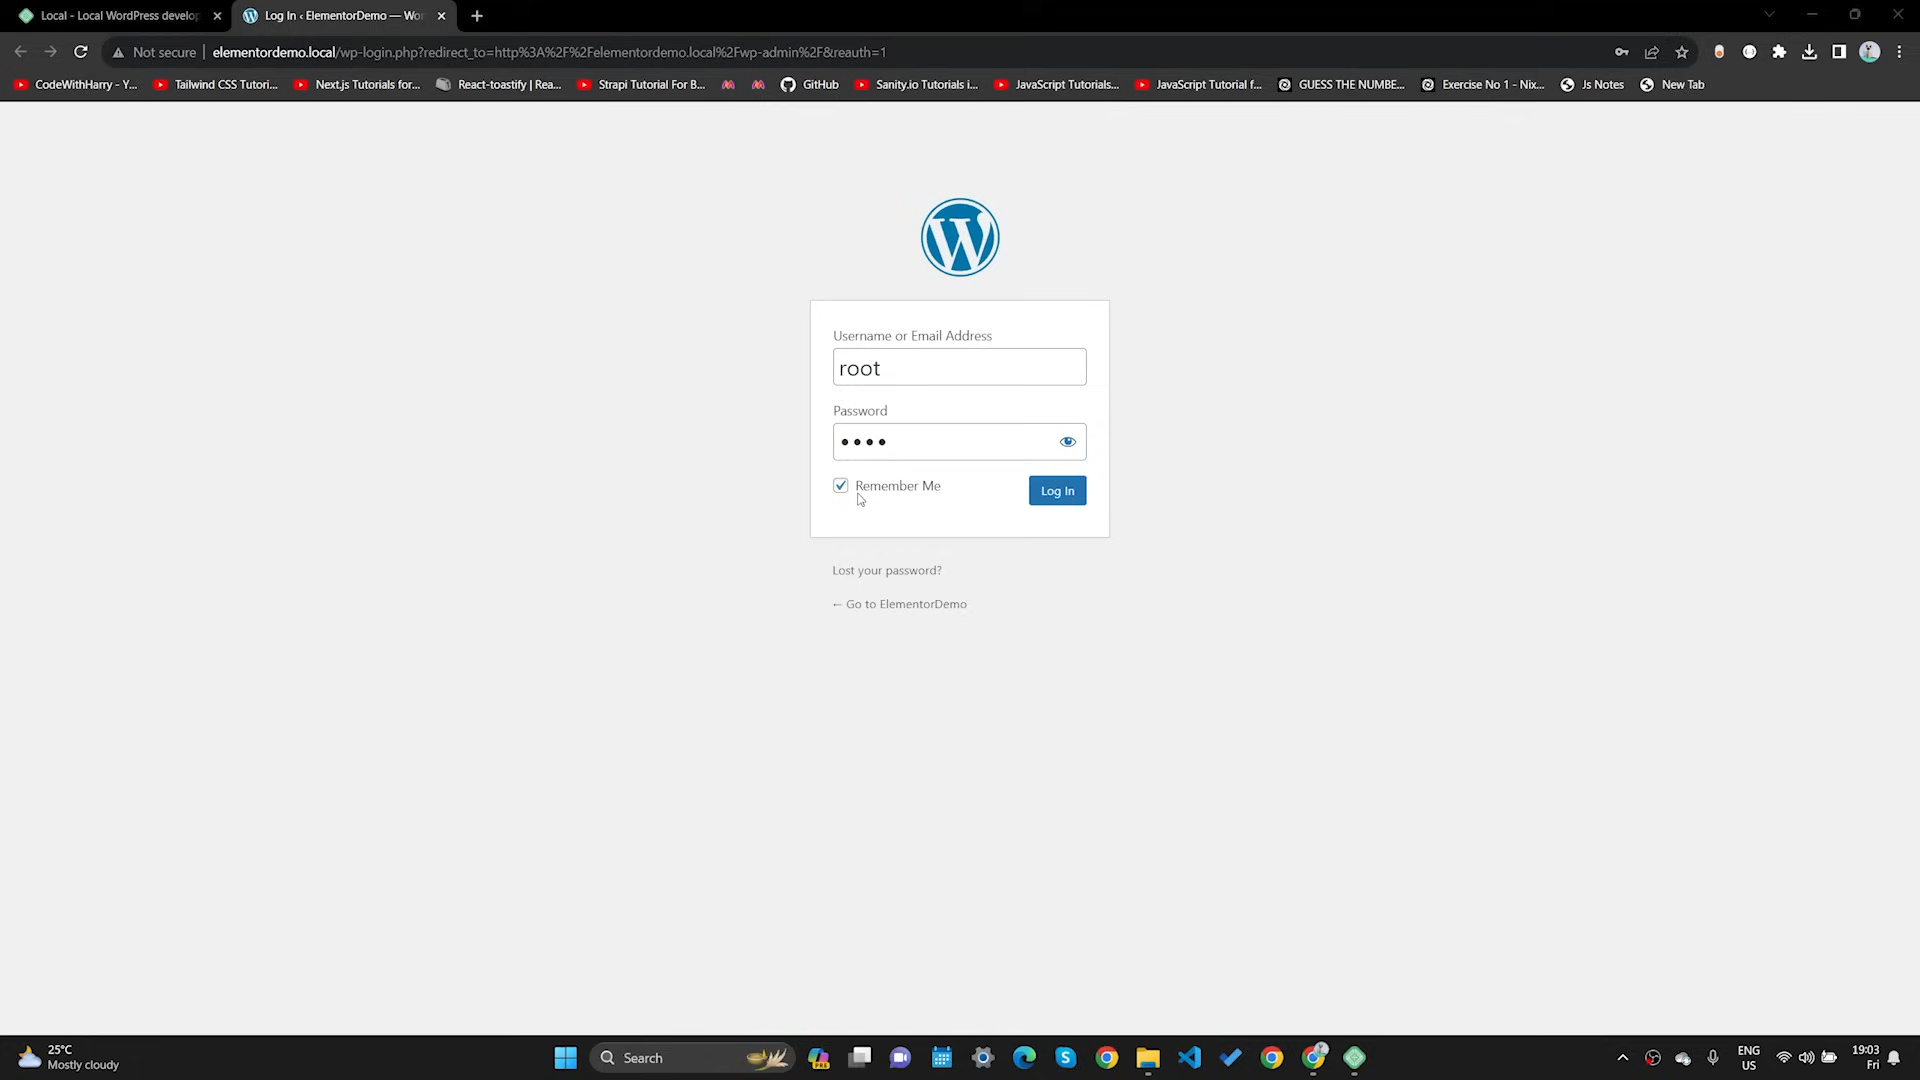 Local - Local WordPress develop
Log In ‹ ElementorDemo — Wor
Not secure
elementordemo.local/wp-login.php?redirect_to=http%3A%2F%2Felementordemo.local%2Fwp-admin%2F&reauth=1
CodeWithHarry - Y...
Tailwind CSS Tutori...
Next.js Tutorials for...
React-toastify | Rea...
Strapi Tutorial For B...
GitHub
Sanity.io Tutorials i...
JavaScript Tutorials...
JavaScript Tutorial f...
GUESS THE NUMBE...
Exercise No 1 - Nix...
Js Notes
New Tab
Username or Email Address
root
Password
Remember Me
Log In
Lost your password?
← Go to ElementorDemo
25°C
Mostly cloudy
Search
PRE
ENG
US
19:03
Fri